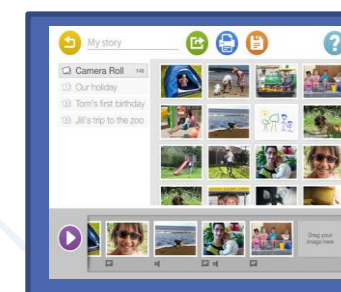 My story
?
Camera Roll 146
Our holiday
Tom's first birthday
Jill's trip to the zoo
Drag your
image here